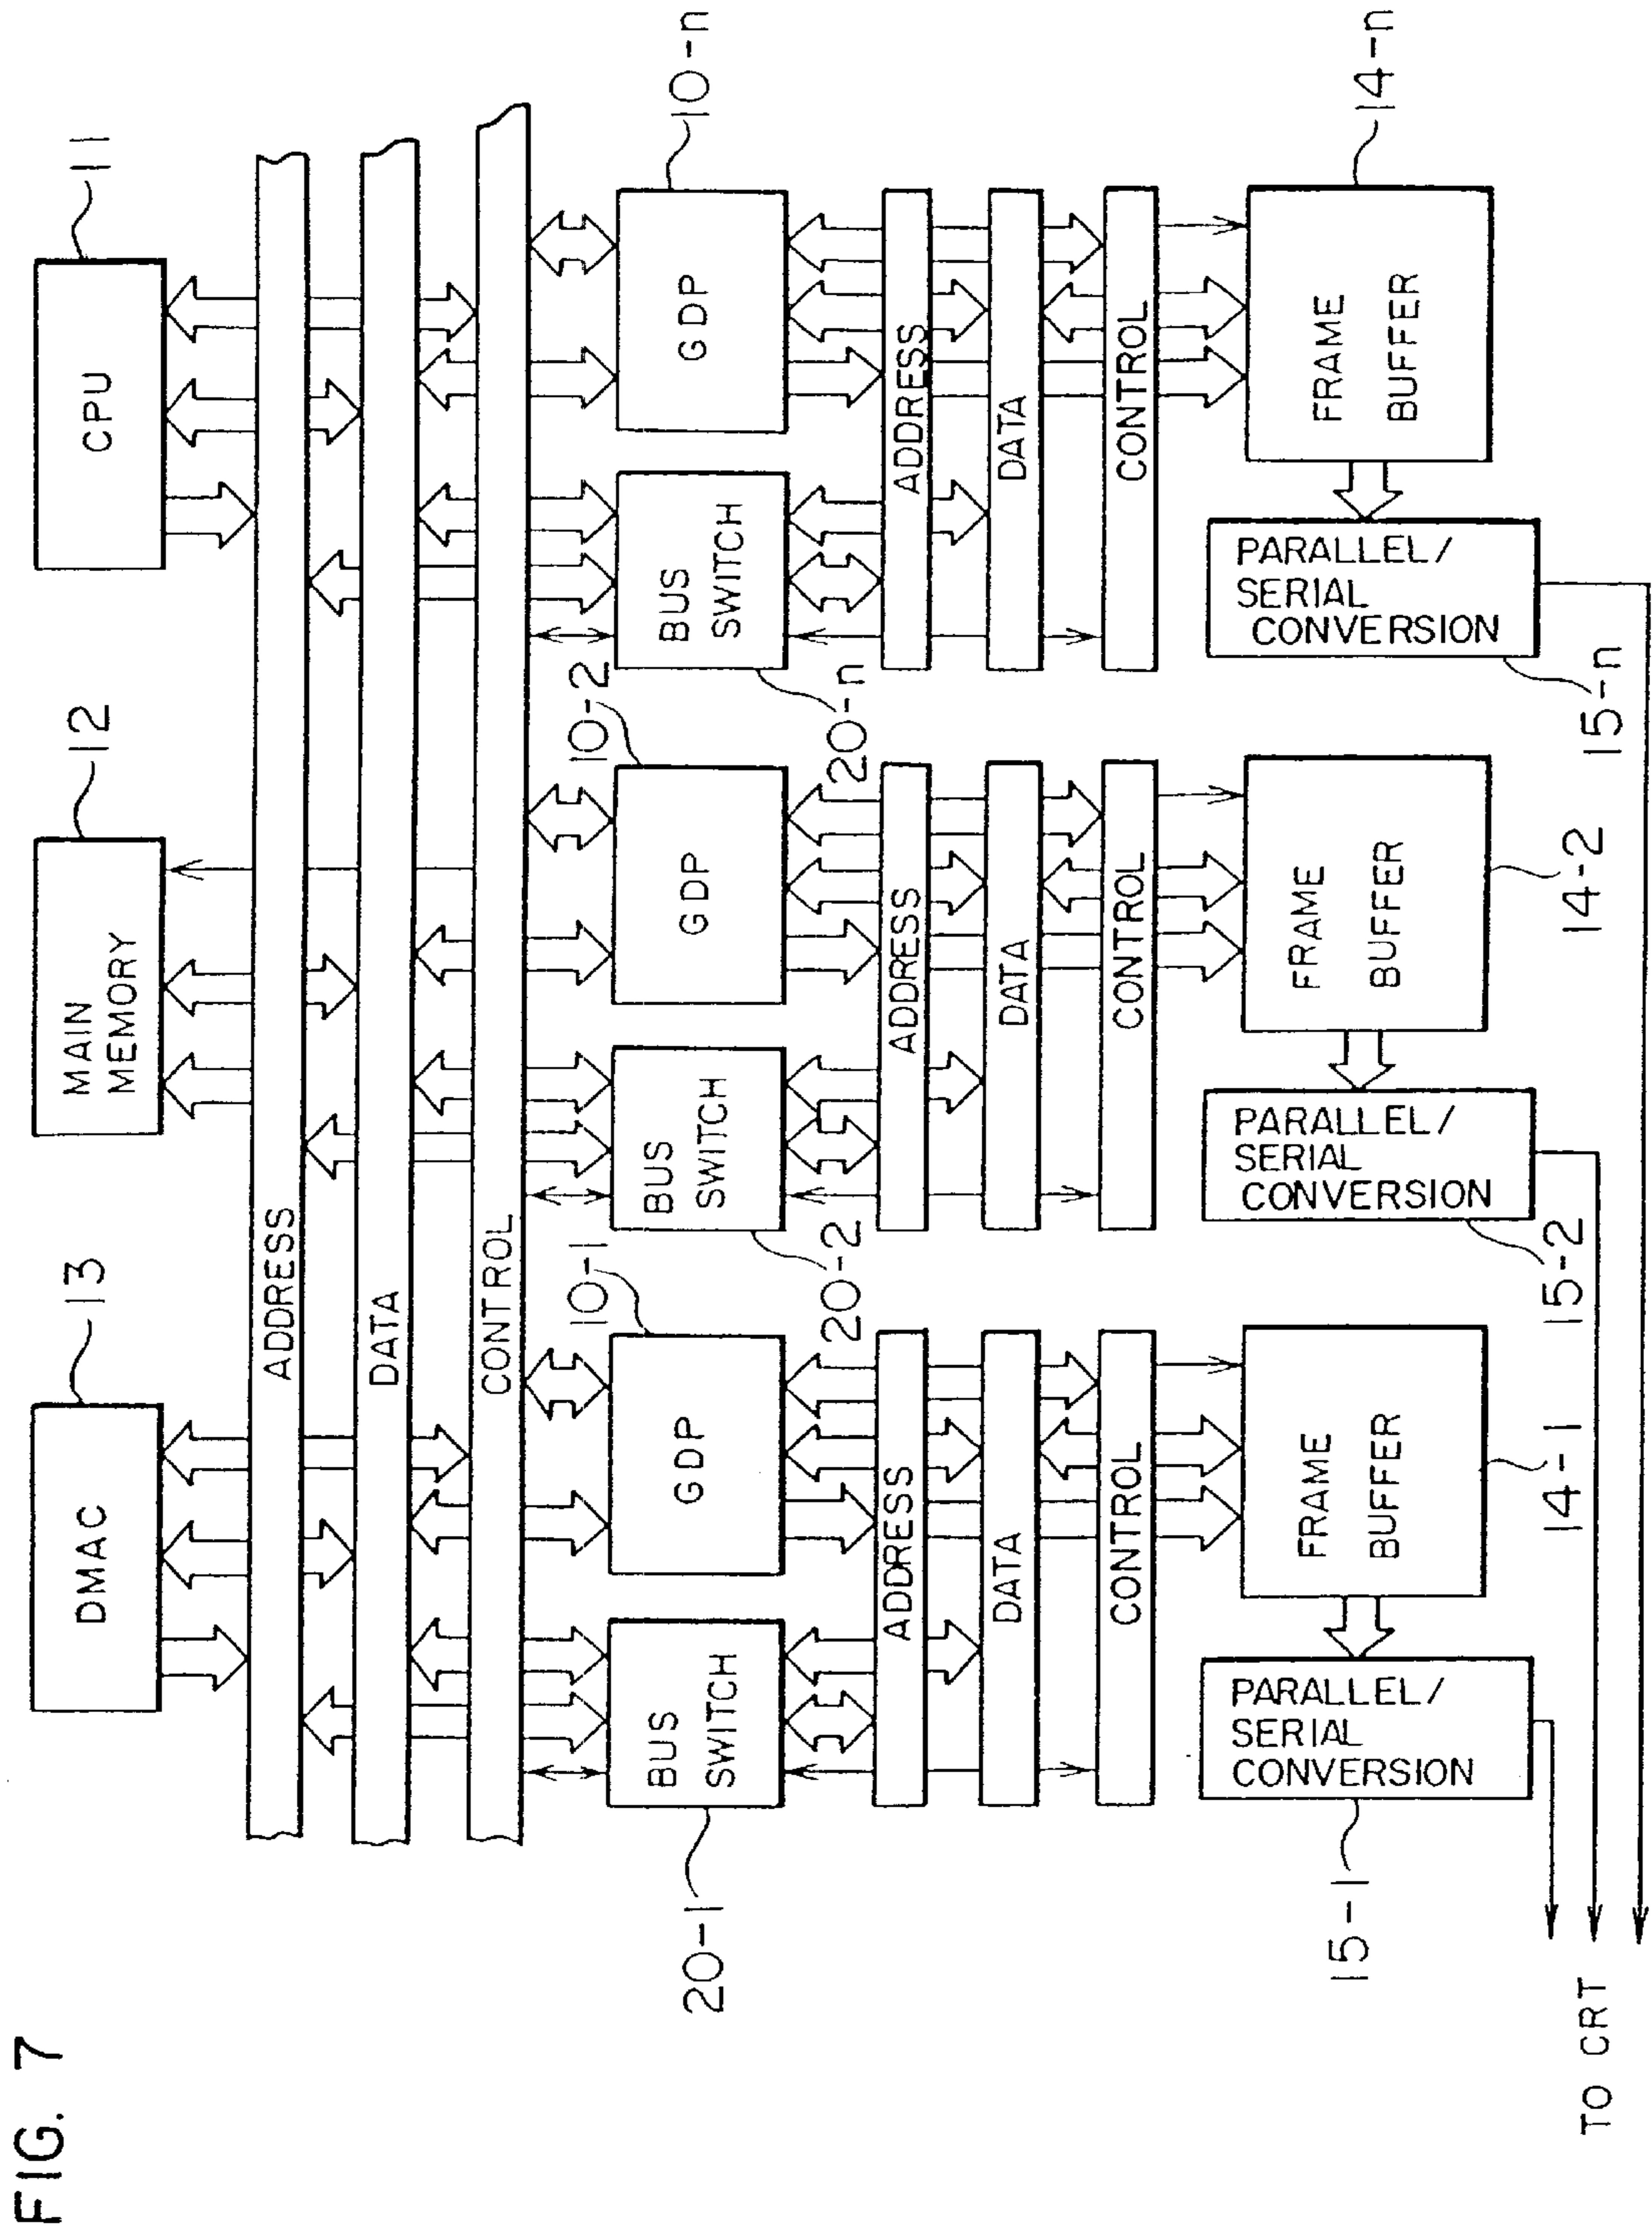 FIG. 7
DMAC
13
MAIN
MEMORY
12
CPU
11
ADDRESS
DATA
CONTROL
20-1
BUS
SWITCH
GDP
10-1
20-2
BUS
SWITCH
GDP
10-2
20-n
BUS
SWITCH
GDP
10-n
ADDRESS
DATA
CONTROL
ADDRESS
DATA
CONTROL
ADDRESS
DATA
CONTROL
15-1
PARALLEL/
SERIAL
CONVERSION
FRAME
BUFFER
14-1
15-2
PARALLEL/
SERIAL
CONVERSION
FRAME
BUFFER
14-2
15-n
PARALLEL/
SERIAL
CONVERSION
FRAME
BUFFER
14-n
TO CRT